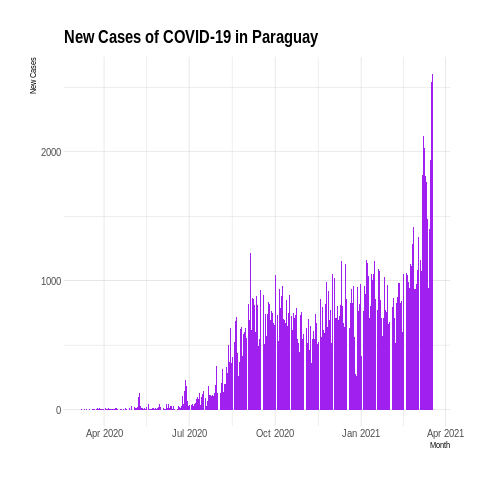 New Cases of COVID-19 in Paraguay
New Cases
2000
1000
0
Apr 2020
Jul 2020
Oct 2020
Jan 2021
Apr 2021
Month